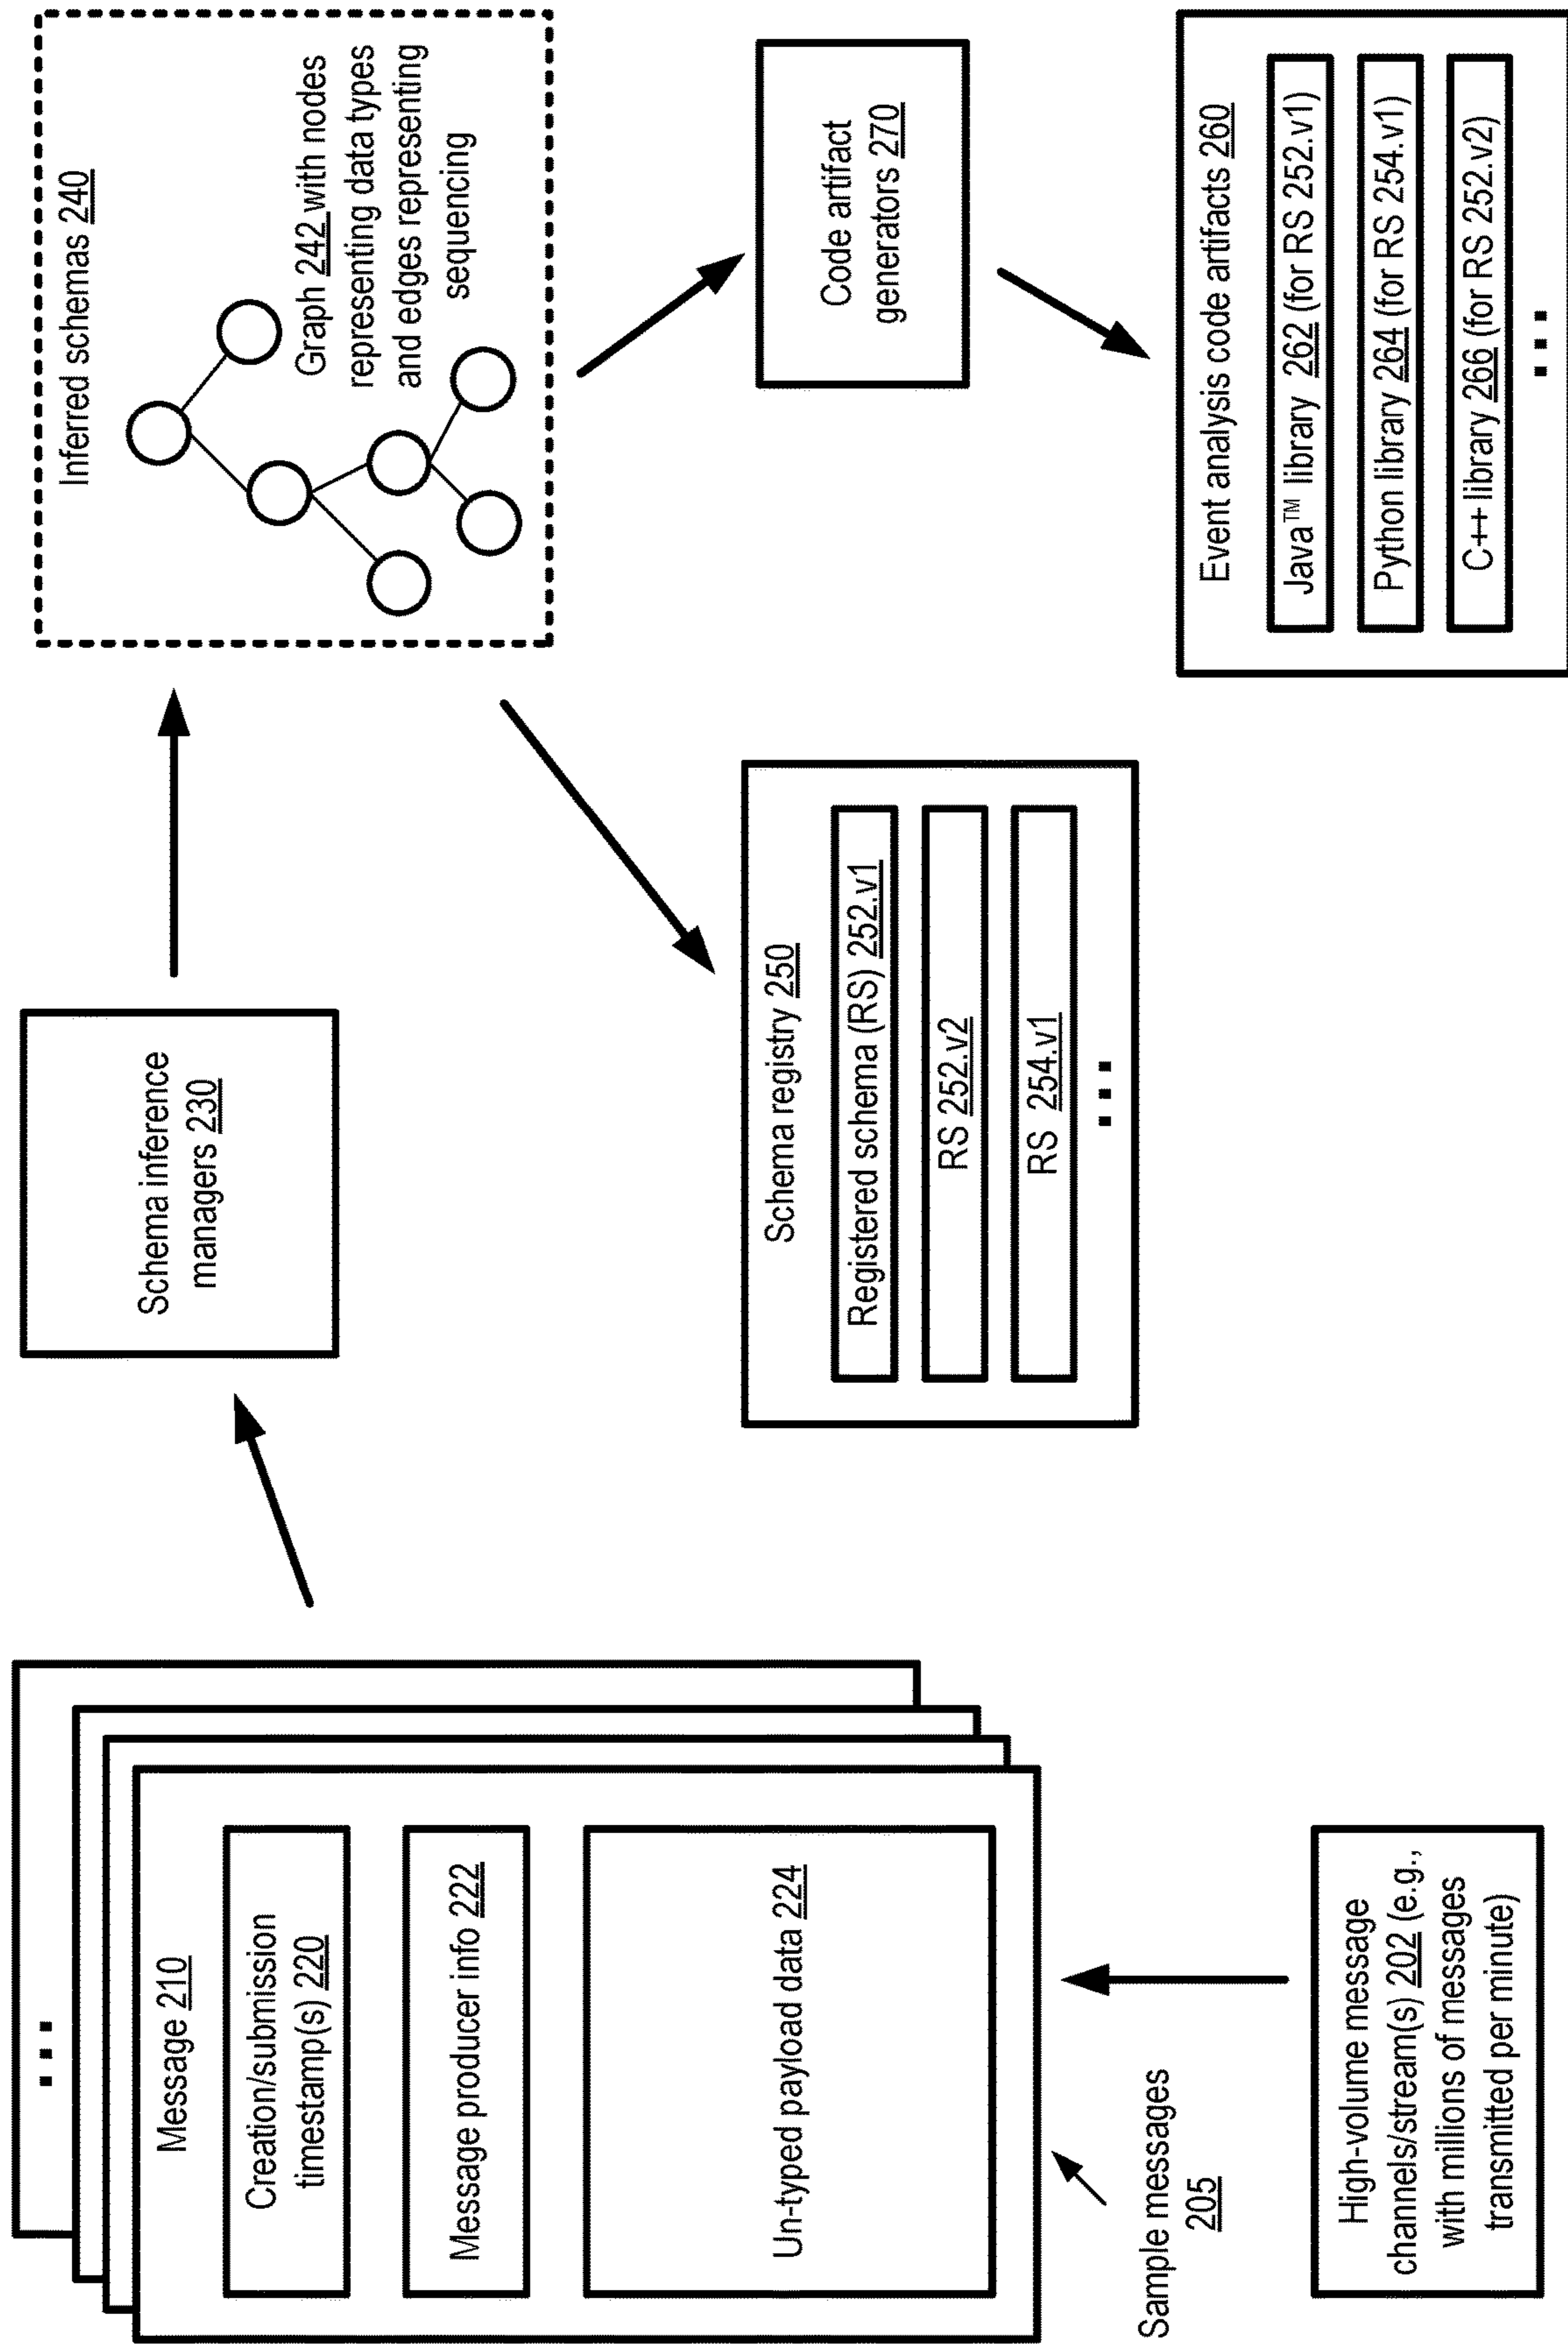 ...
Message 210
Creation/submission
timestamp(s) 220
Message producer info 222
Un-typed payload data 224
Sample messages
205
High-volume message
channels/stream(s) 202 (e.g.,
with millions of messages
transmitted per minute)
Schema inference
managers 230
Schema registry 250
Registered schema (RS) 252.v1
RS 252.v2
RS 254.v1
...
Inferred schemas 240
Graph 242 with nodes
representing data types
and edges representing
sequencing
Code artifact
generators 270
Event analysis code artifacts 260
Java™ library 262 (for RS 252.v1)
Python library 264 (for RS 254.v1)
C++ library 266 (for RS 252.v2)
...